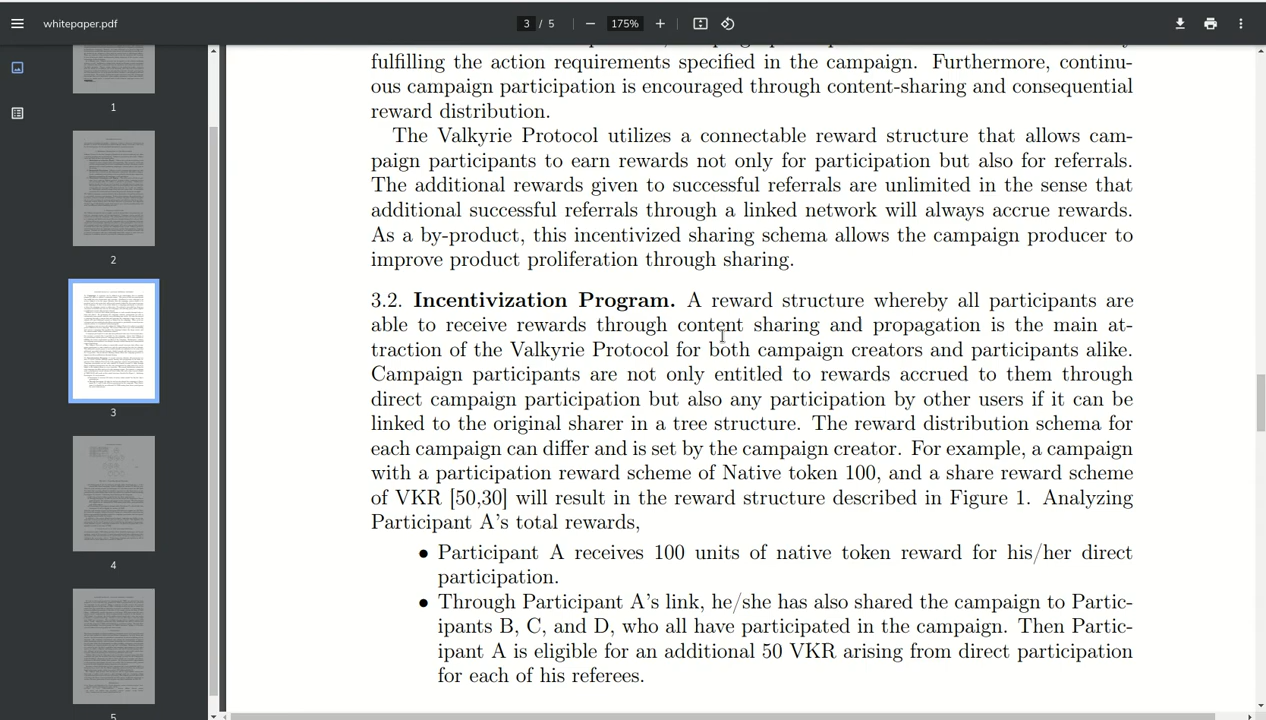 whitepaper.pdf
3 / 5
175%
fulfilling the action requirements specified in the campaign. Furthermore, continu-
ous campaign participation is encouraged through content-sharing and consequential
reward distribution.
The Valkyrie Protocol utilizes a connectable reward structure that allows cam-
paign participants to earn rewards not only for participation but also for referrals.
The additional rewards given to successful referrals are unlimited in the sense that
additional successful referrals through a linked network will always accrue rewards.
As a by-product, this incentivized sharing schema allows the campaign producer to
improve product proliferation through sharing.
3.2. Incentivization Program. A reward structure whereby all participants are
able to receive rewards through content sharing and propagation is the main at-
traction of the Valkyrie Protocol for both campaign creators and participants alike.
Campaign participants are not only entitled to rewards accrued to them through
direct campaign participation but also any participation by other users if it can be
linked to the original sharer in a tree structure. The reward distribution schema for
each campaign can differ and is set by the campaign creator. For example, a campaign
with a participation reward scheme of Native token 100, and a share reward scheme
of VKR [50,30] will result in the reward structure described in Figure 1. Analyzing
Participant A's total rewards,
• Participant A receives 100 units of native token reward for his/her direct
participation.
• Through Participant A's link, he/she has also shared the campaign to Partic-
ipants B, C, and D, who all have participated in the campaign. Then Partic-
ipant A is eligible for an additional 50 VKR arising from direct participation
for each of his referees.
1
2
3
4
5